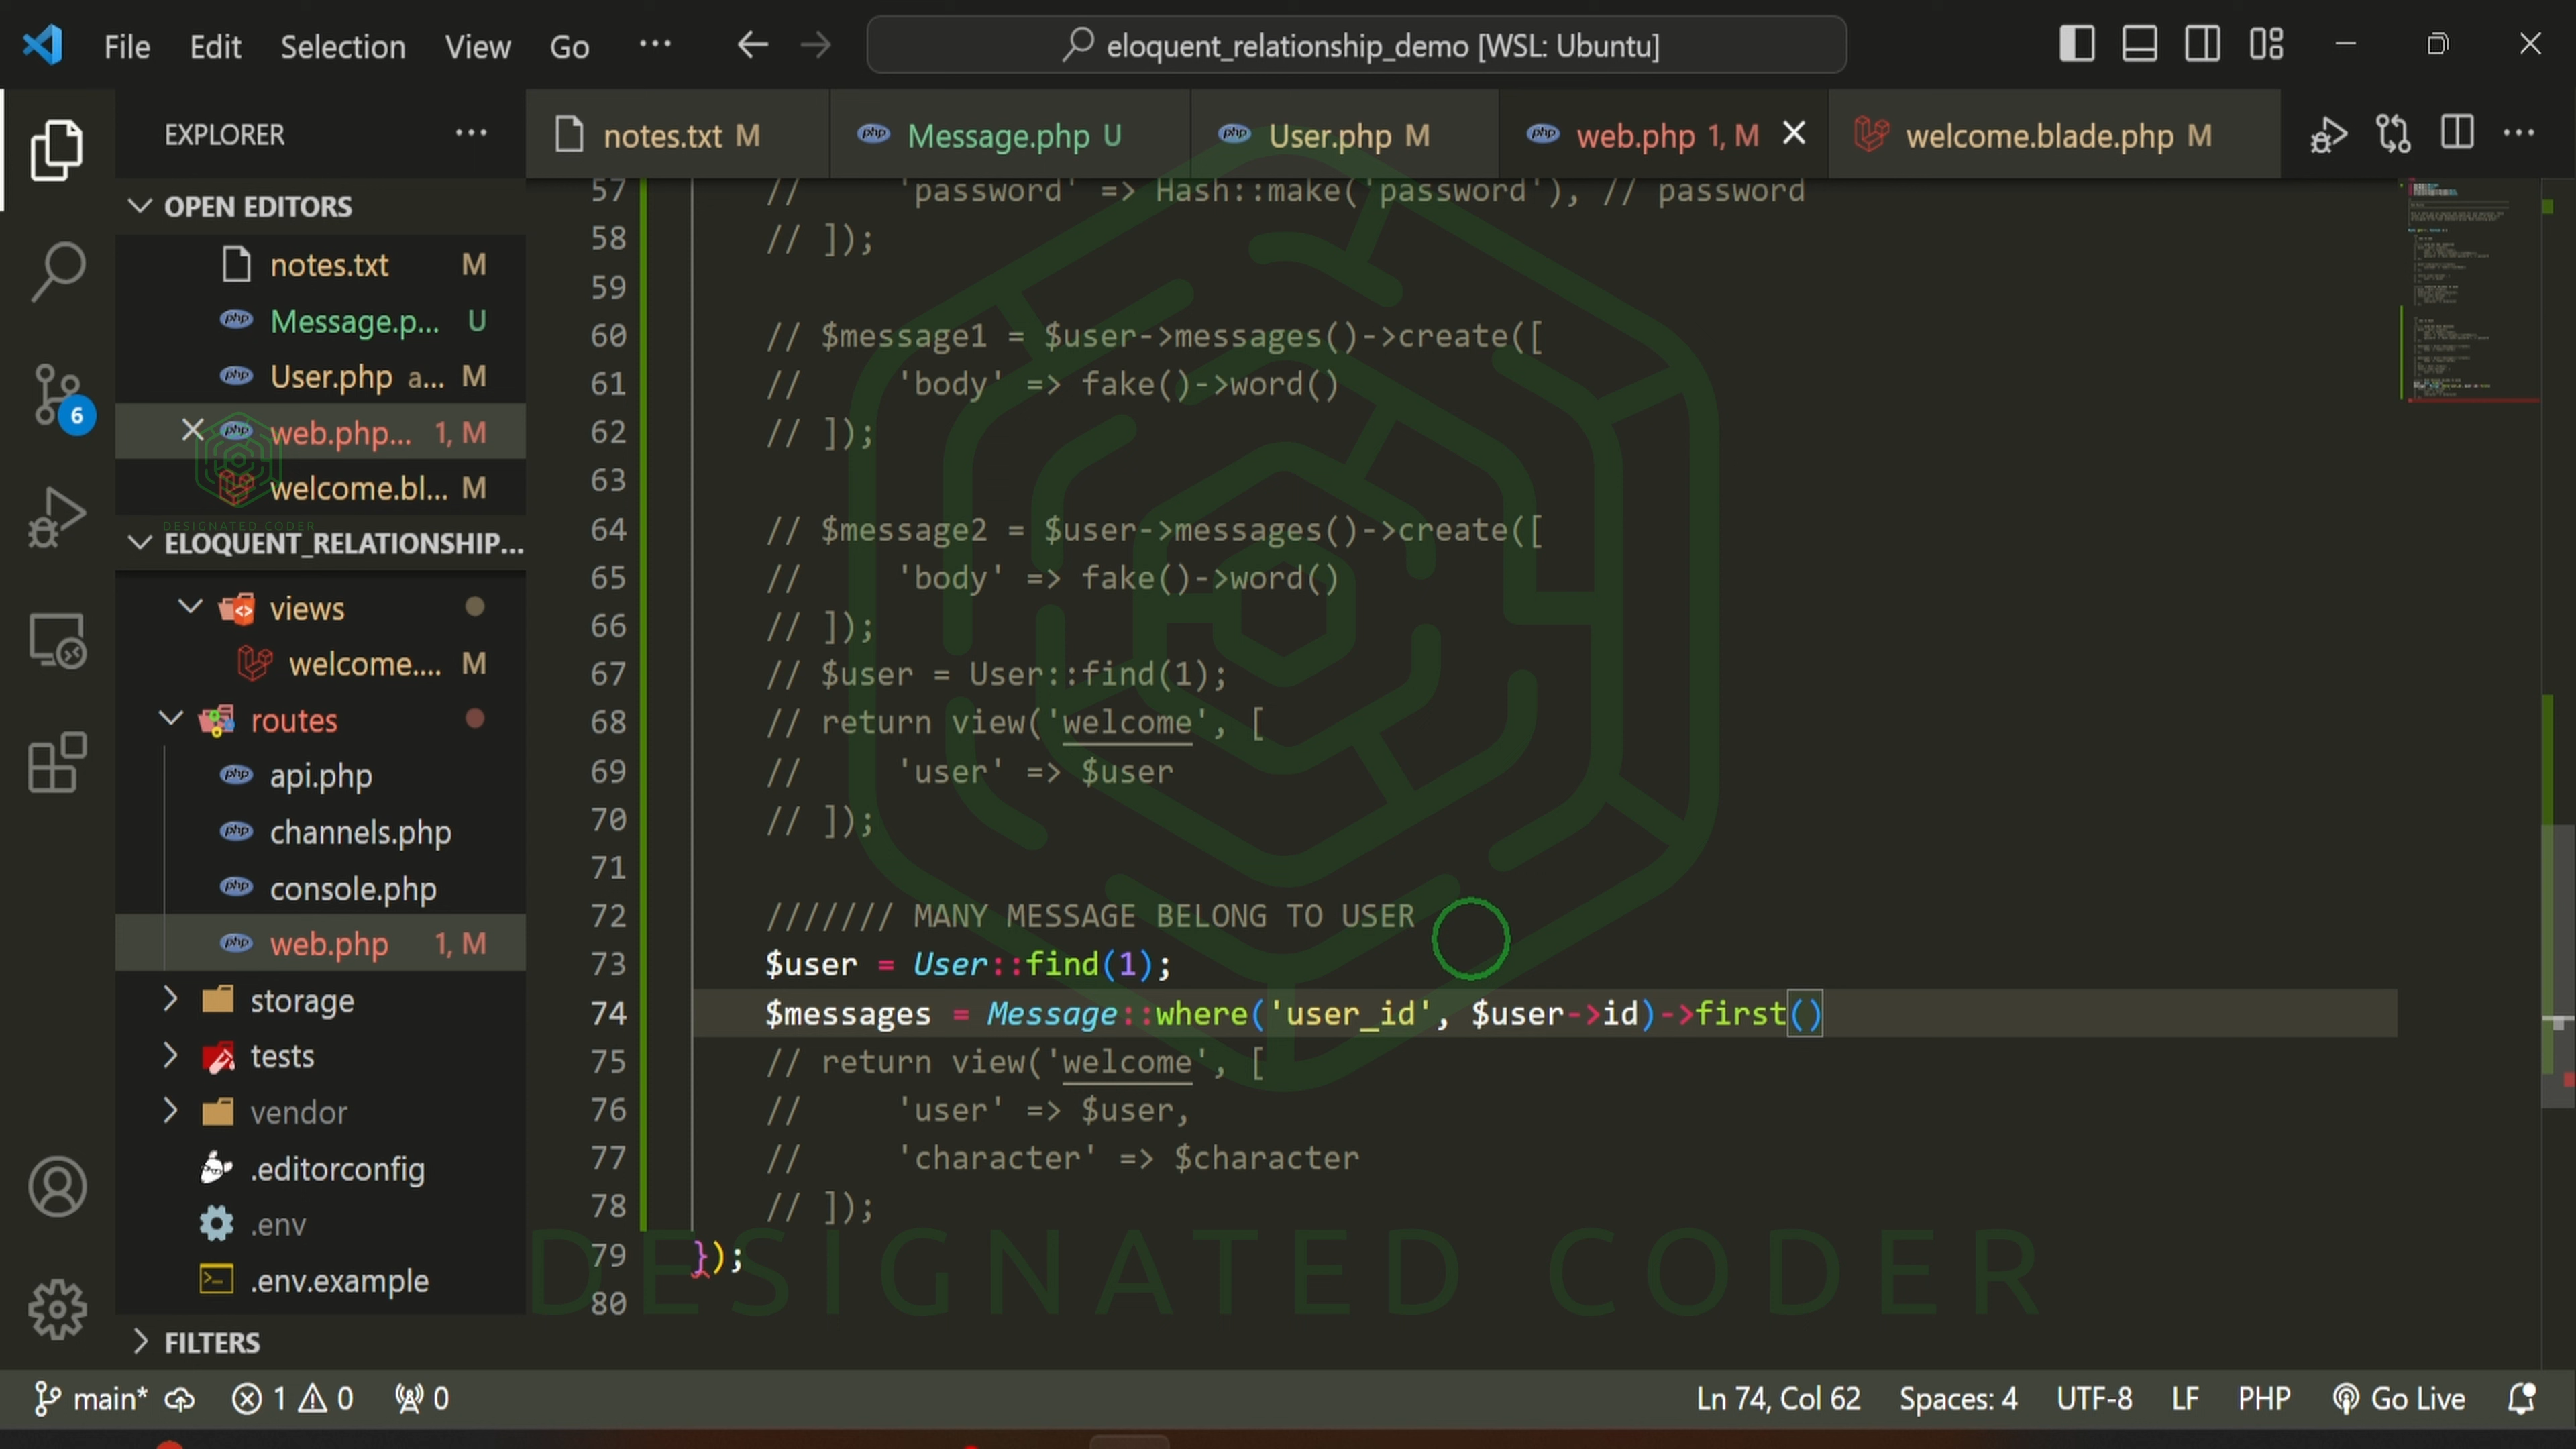 File Edit Selection View Go ··· eloquent_relationship_demo [WSL: Ubuntu]
EXPLORER ···
notes.txt M Message.php U User.php M web.php 1, M welcome.blade.php M
OPEN EDITORS
notes.txt M
Message.p... U
User.php a... M
web.php... 1, M
welcome.bl... M
DESIGNATED CODER
ELOQUENT_RELATIONSHIP...
views
welcome.... M
routes
api.php
channels.php
console.php
web.php 1, M
storage
tests
vendor
.editorconfig
.env
.env.example
FILTERS
57 // 'password' => Hash::make('password'), // password
58 // ]);
59
60 // $message1 = $user->messages()->create([
61 // 'body' => fake()->word()
62 // ]);
63
64 // $message2 = $user->messages()->create([
65 // 'body' => fake()->word()
66 // ]);
67 // $user = User::find(1);
68 // return view('welcome', [
69 // 'user' => $user
70 // ]);
71
72 /////// MANY MESSAGE BELONG TO USER
73 $user = User::find(1);
74 $messages = Message::where('user_id', $user->id)->first()
75 // return view('welcome', [
76 // 'user' => $user,
77 // 'character' => $character
78 // ]);
79 });
80
DESIGNATED CODER
6
main* 1 0 0 Ln 74, Col 62 Spaces: 4 UTF-8 LF PHP Go Live